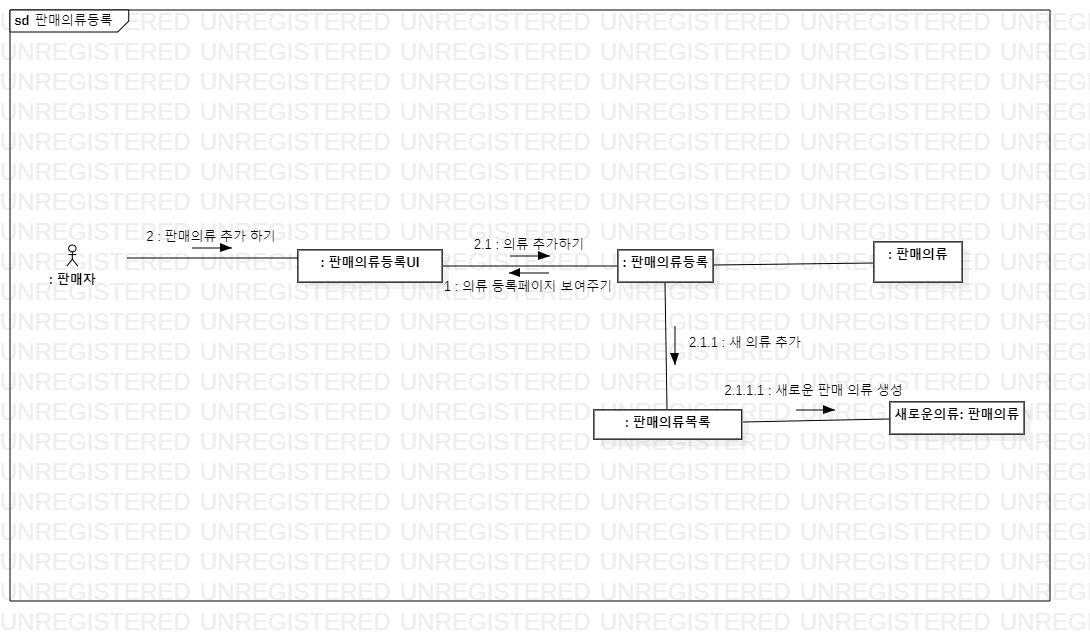 sd 판매의류등록
2 : 판매의류 추가 하기
: 판매자
: 판매의류등록UI
2.1 : 의류 추가하기
1 : 의류 등록페이지 보여주기
: 판매의류등록
: 판매의류
2.1.1 : 새 의류 추가
2.1.1.1 : 새로운 판매 의류 생성
: 판매의류목록
새로운의류: 판매의류
UNREGISTERED UNREGISTERED UNREGISTERED UNREGISTERED UNREGISTERED UNREGISTERED